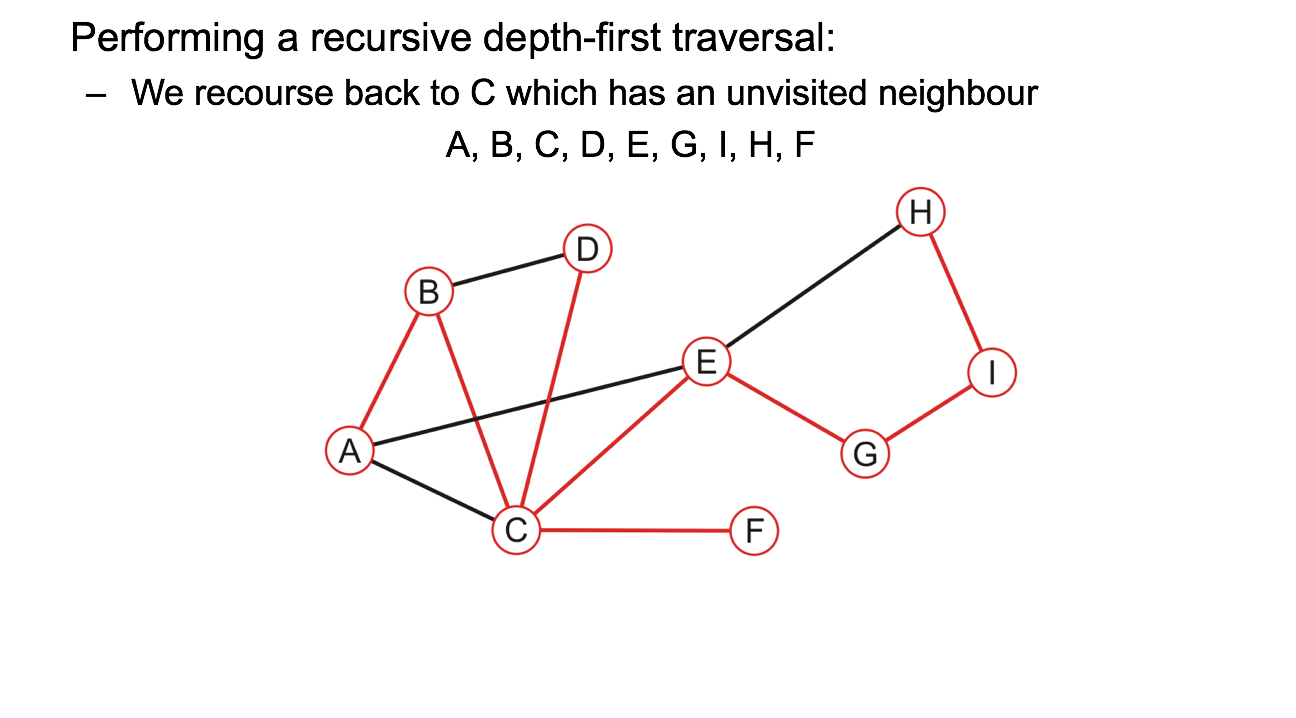 Performing a recursive depth-first traversal:
– We recourse back to C which has an unvisited neighbour
A, B, C, D, E, G, I, H, F
H
D
B
E
I
A
G
C
F